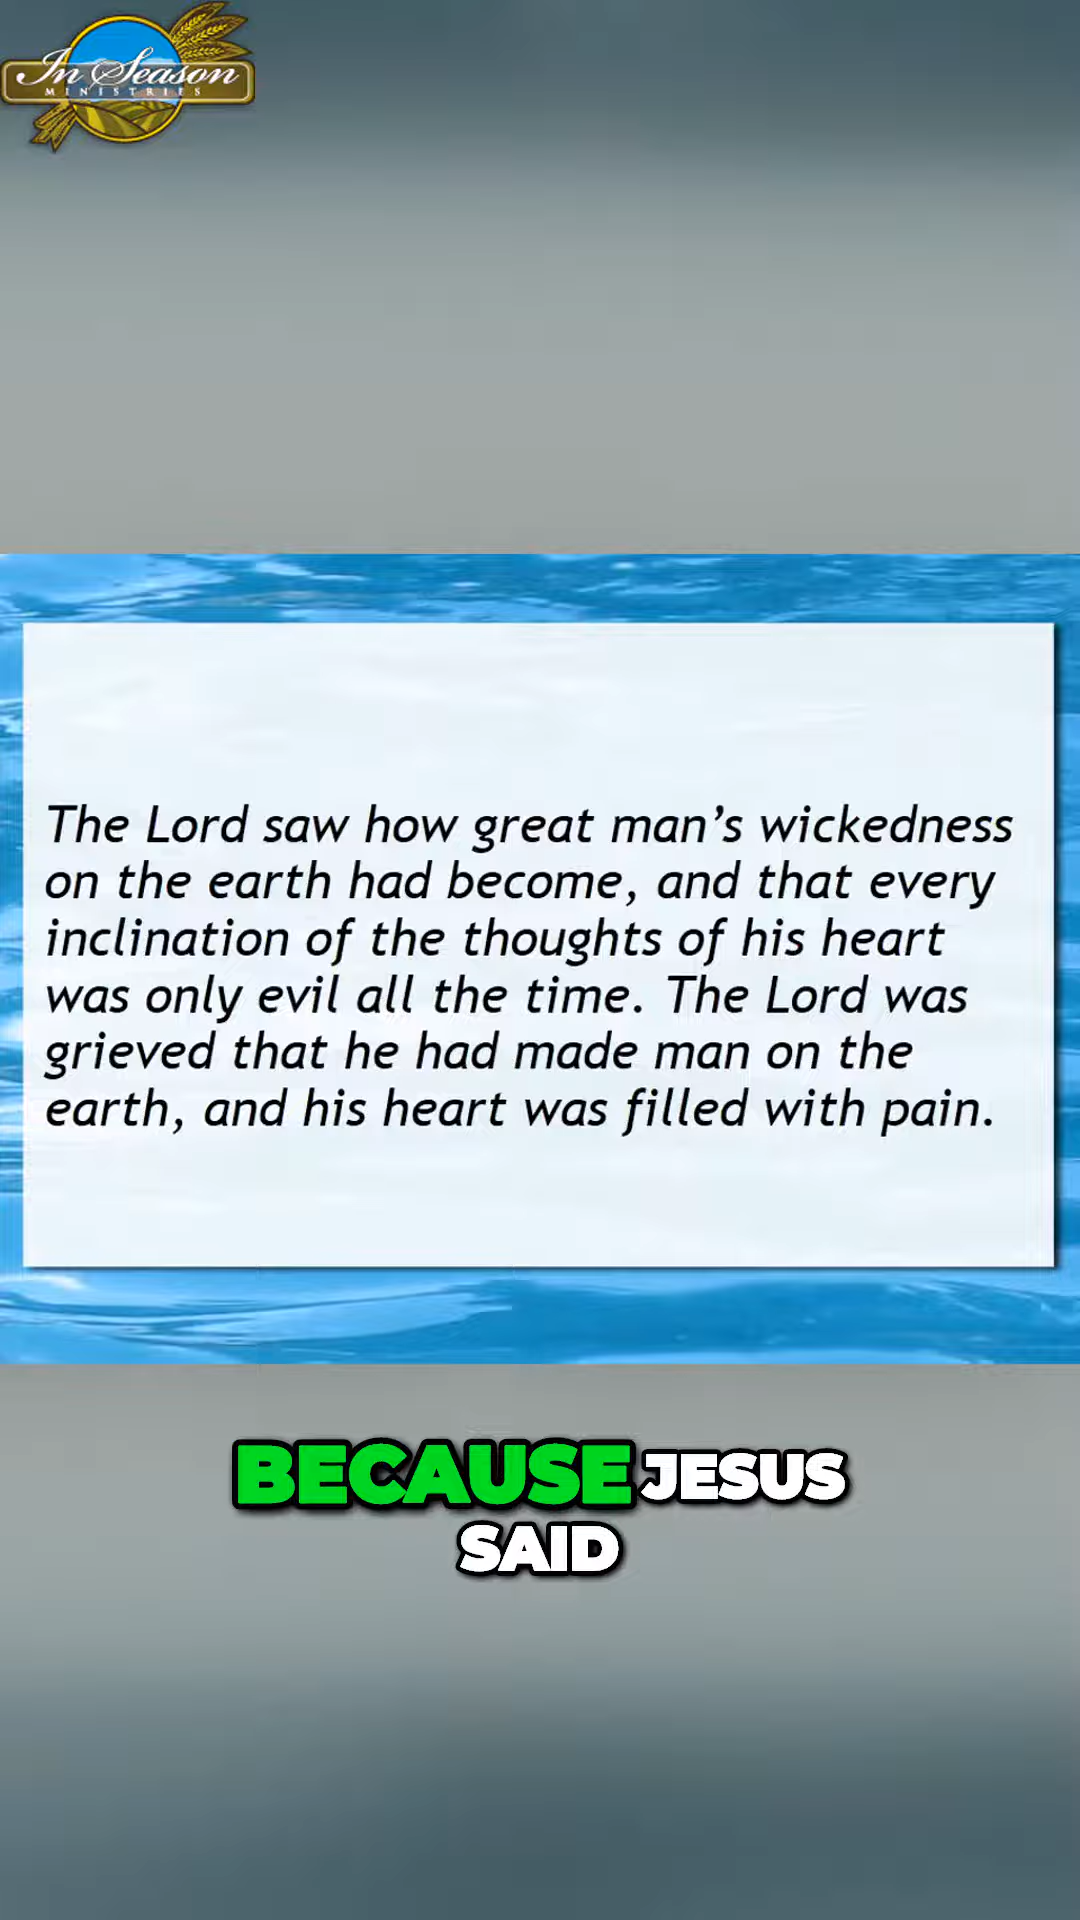 In Season
MINISTRIES
The Lord saw how great man’s wickedness
on the earth had become, and that every
inclination of the thoughts of his heart
was only evil all the time. The Lord was
grieved that he had made man on the
earth, and his heart was filled with pain.
BECAUSE JESUS
SAID